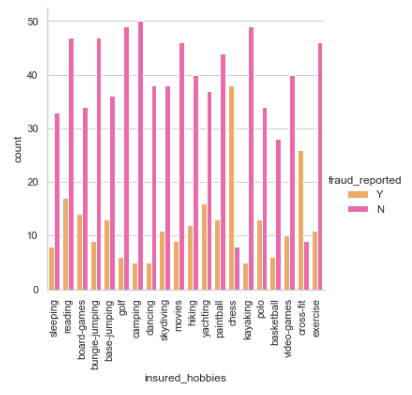 50
40
30
20
10
0
count
sleeping
reading
board-games
bungie-jumping
base-jumping
golf
camping
dancing
skydiving
movies
hiking
yachting
paintball
chess
kayaking
polo
basketball
video-games
cross-fit
exercise
insured_hobbies
fraud_reported
Y
N